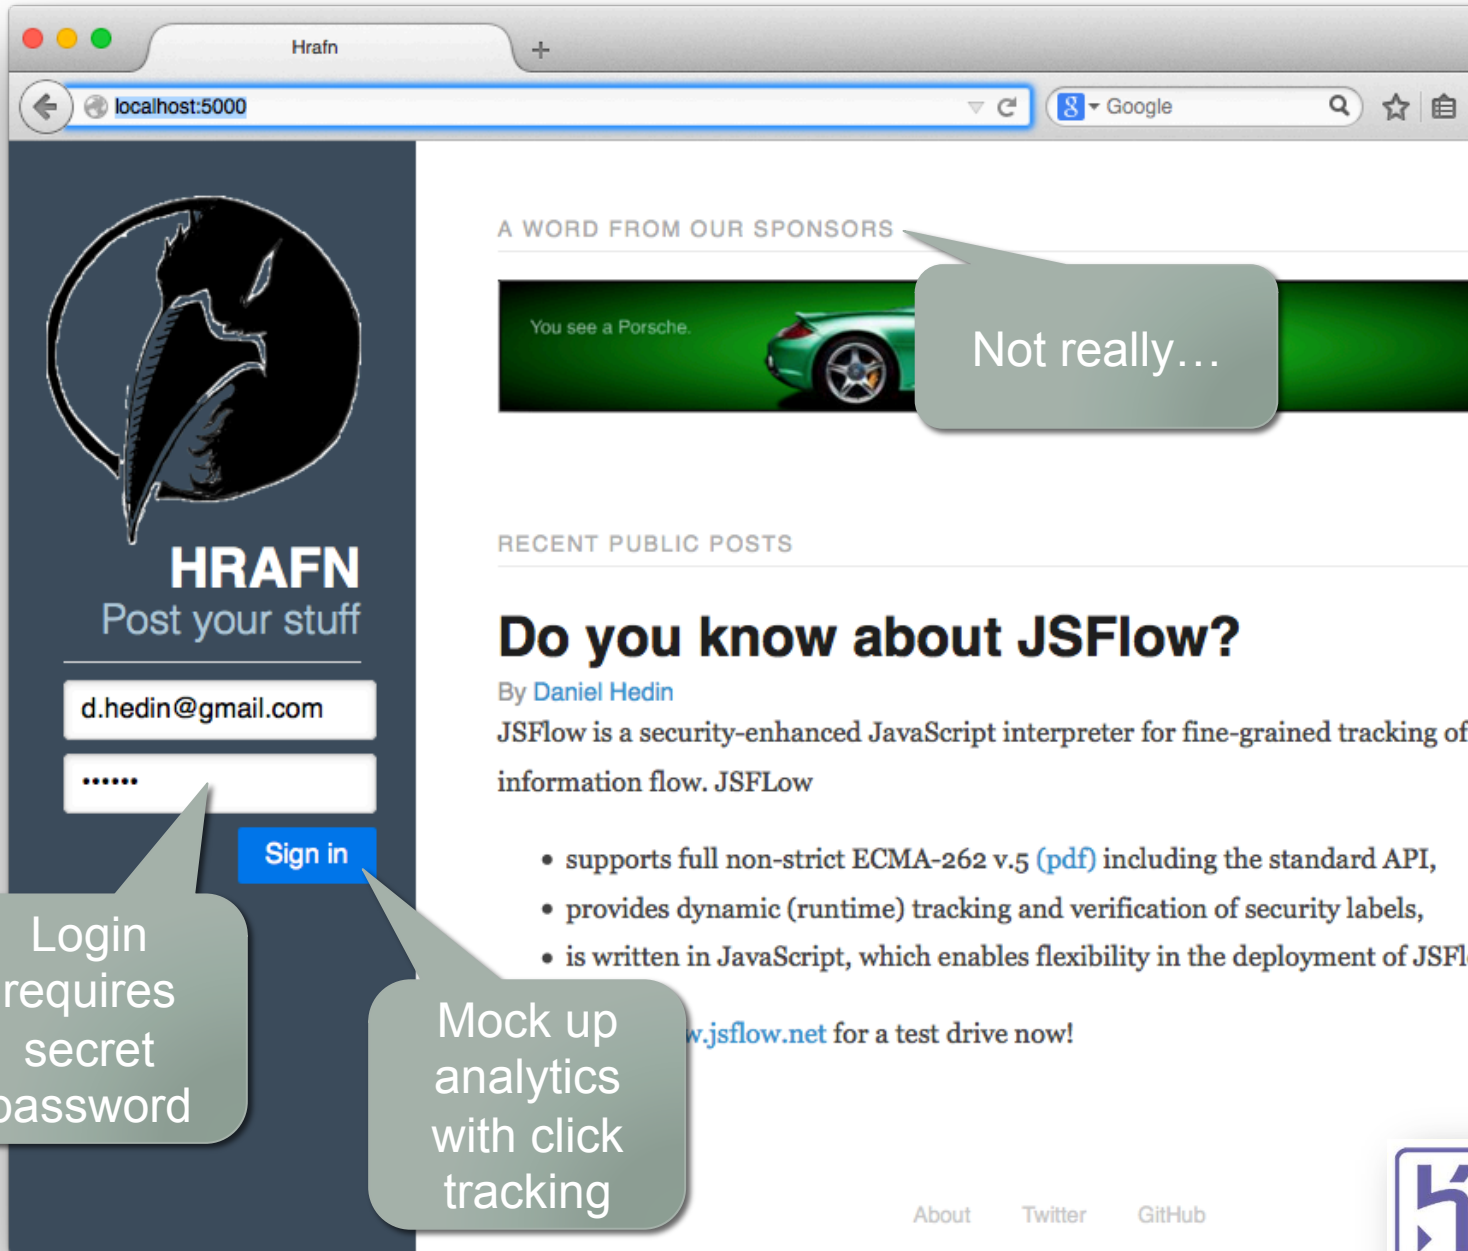 Hrafn
localhost:5000
Google
A WORD FROM OUR SPONSORS
You see a Porsche.
Not really…
HRAFN
Post your stuff
d.hedin@gmail.com
••••••
Sign in
Login
requires
secret
password
Mock up
analytics
with click
tracking
RECENT PUBLIC POSTS
Do you know about JSFlow?
By Daniel Hedin
JSFlow is a security-enhanced JavaScript interpreter for fine-grained tracking of
information flow. JSFLow
• supports full non-strict ECMA-262 v.5 (pdf) including the standard API,
• provides dynamic (runtime) tracking and verification of security labels,
• is written in JavaScript, which enables flexibility in the deployment of JSFl
w.jsflow.net for a test drive now!
About Twitter GitHub